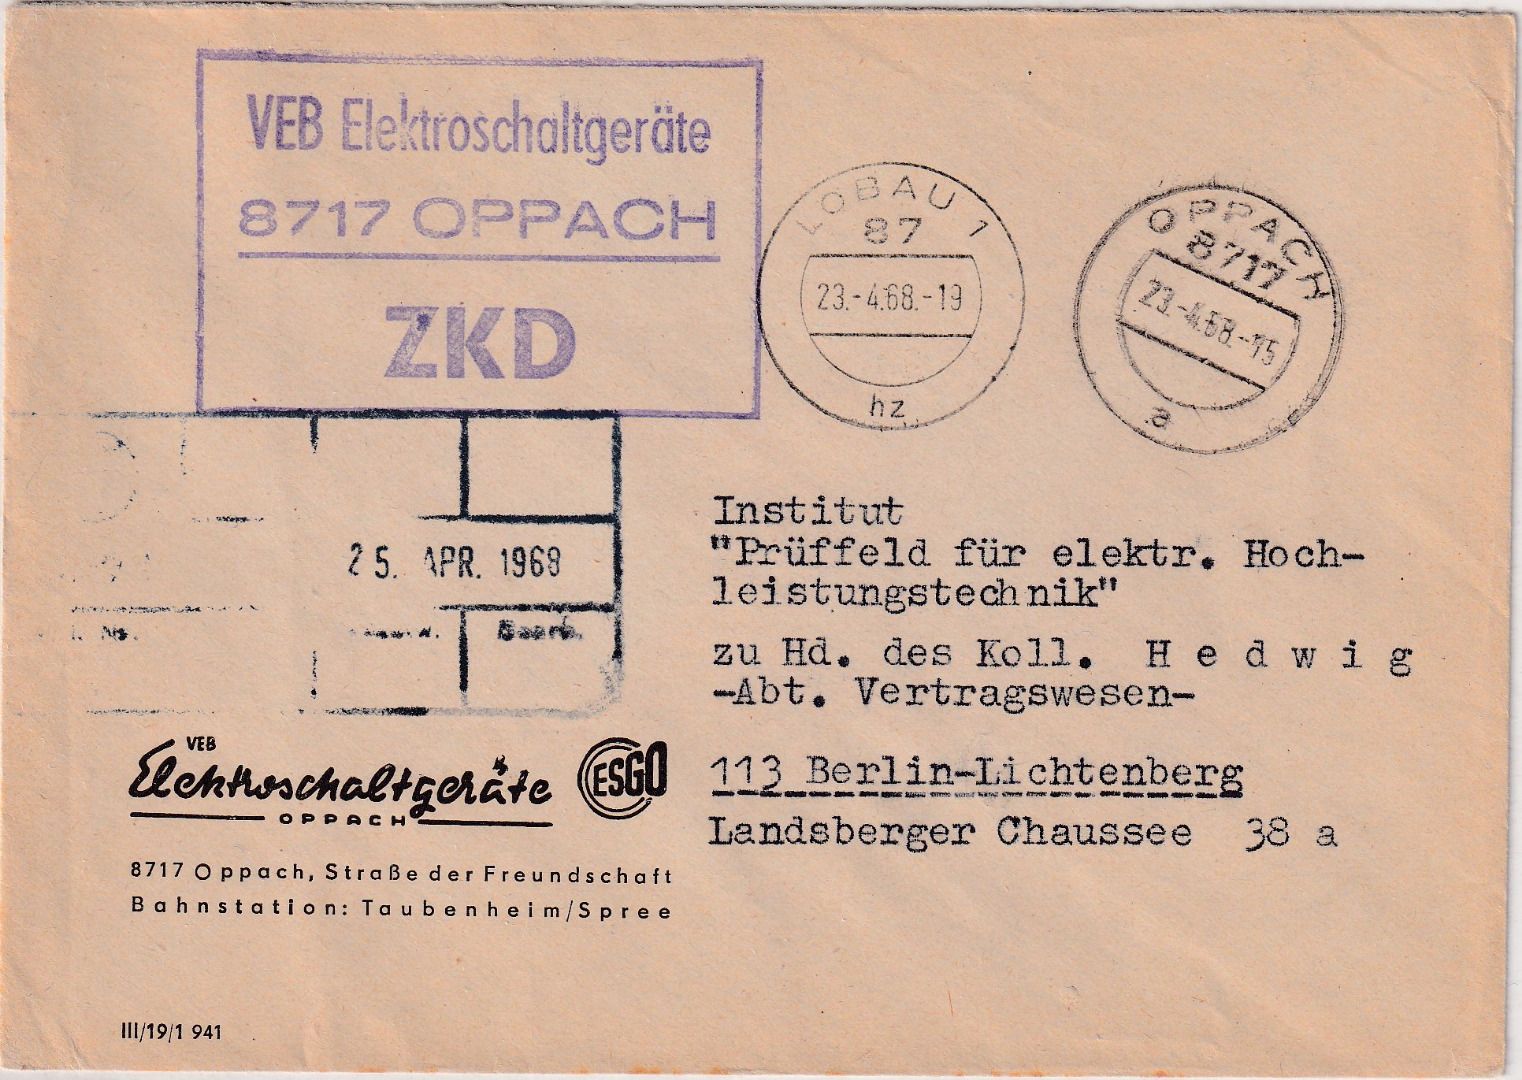 VEB Elektroschaltgeräte
8717 OPPACH
ZKD
LÖBAU 1
87
23.-4.68.-19
hz
OPPACH
8717
23.-4.68.-15
a
25. APR. 1968
Institut
"Prüffeld für elektr. Hoch-
leistungstechnik"
zu Hd. des Koll. H e d w i g
-Abt. Vertragswesen-
113 Berlin-Lichtenberg
Landsberger Chaussee 38 a
VEB
Elektroschaltgeräte
OPPACH
ESGO
8717 Oppach, Straße der Freundschaft
Bahnstation: Taubenheim/Spree
III/19/1 941